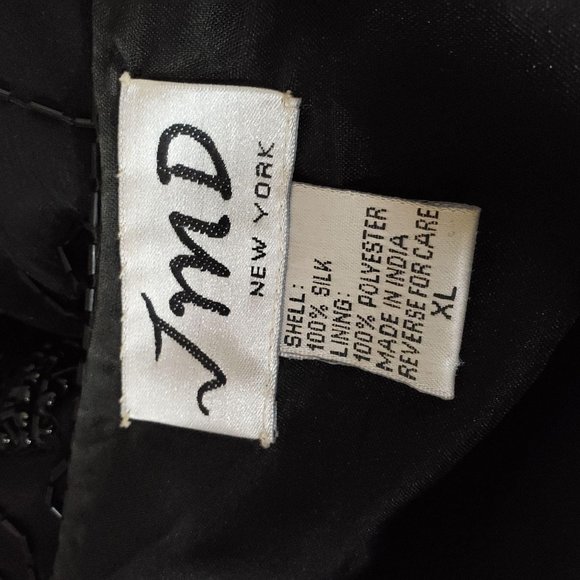 JMD
NEW YORK
SHELL:
100% SILK
LINING:
100% POLYESTER
MADE IN INDIA
REVERSE FOR CARE
XL